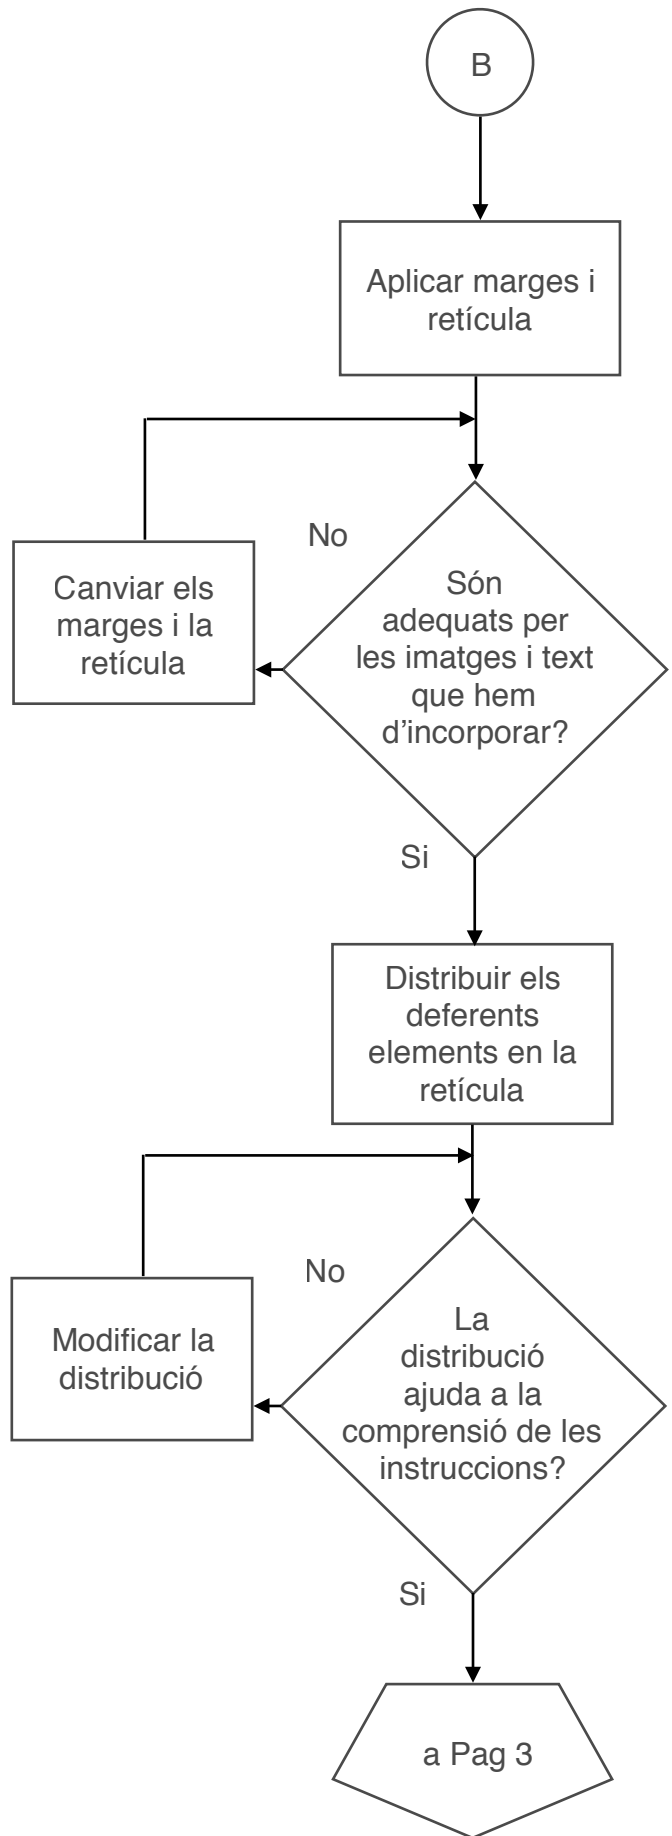 B
Aplicar marges i
retícula
No
Canviar els
marges i la
retícula
Són
adequats per
les imatges i text
que hem
d'incorporar?
Si
Distribuir els
deferents
elements en la
retícula
No
Modificar la
distribució
La
distribució
ajuda a la
comprensió de les
instruccions?
Si
a Pag 3